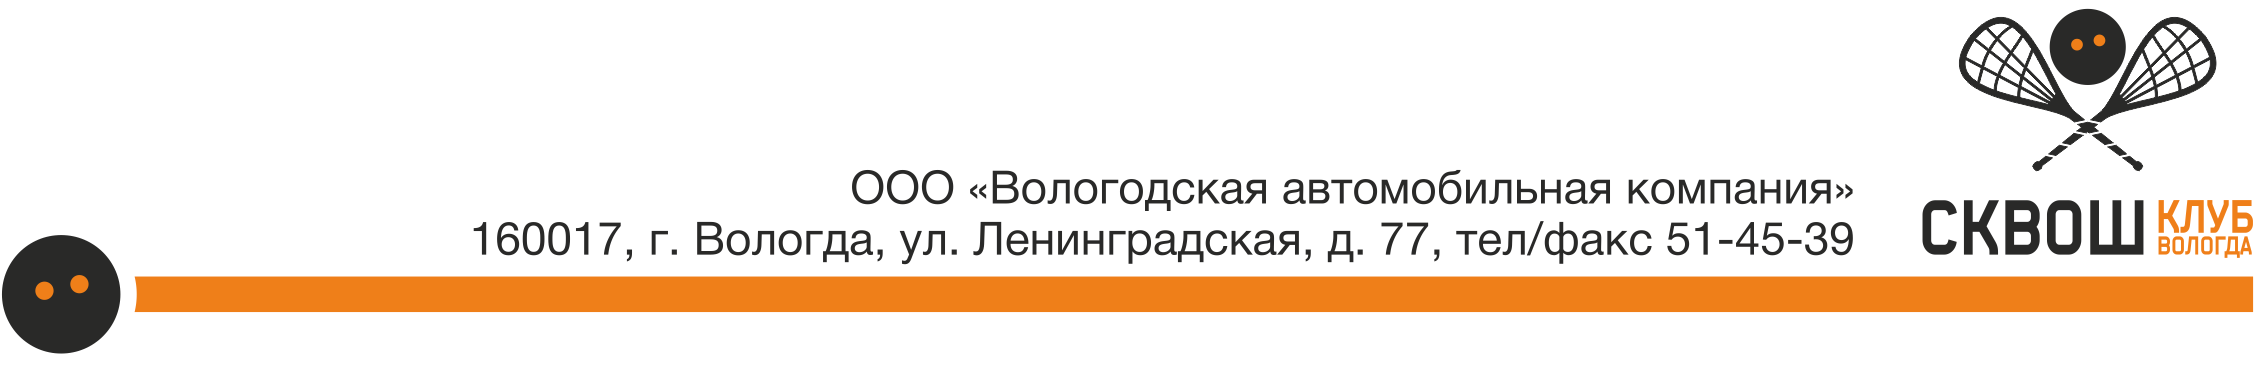 ООО «Вологодская автомобильная компания»
160017, г. Вологда, ул. Ленинградская, д. 77, тел/факс 51-45-39
СКВОШ КЛУБ
ВОЛОГДА